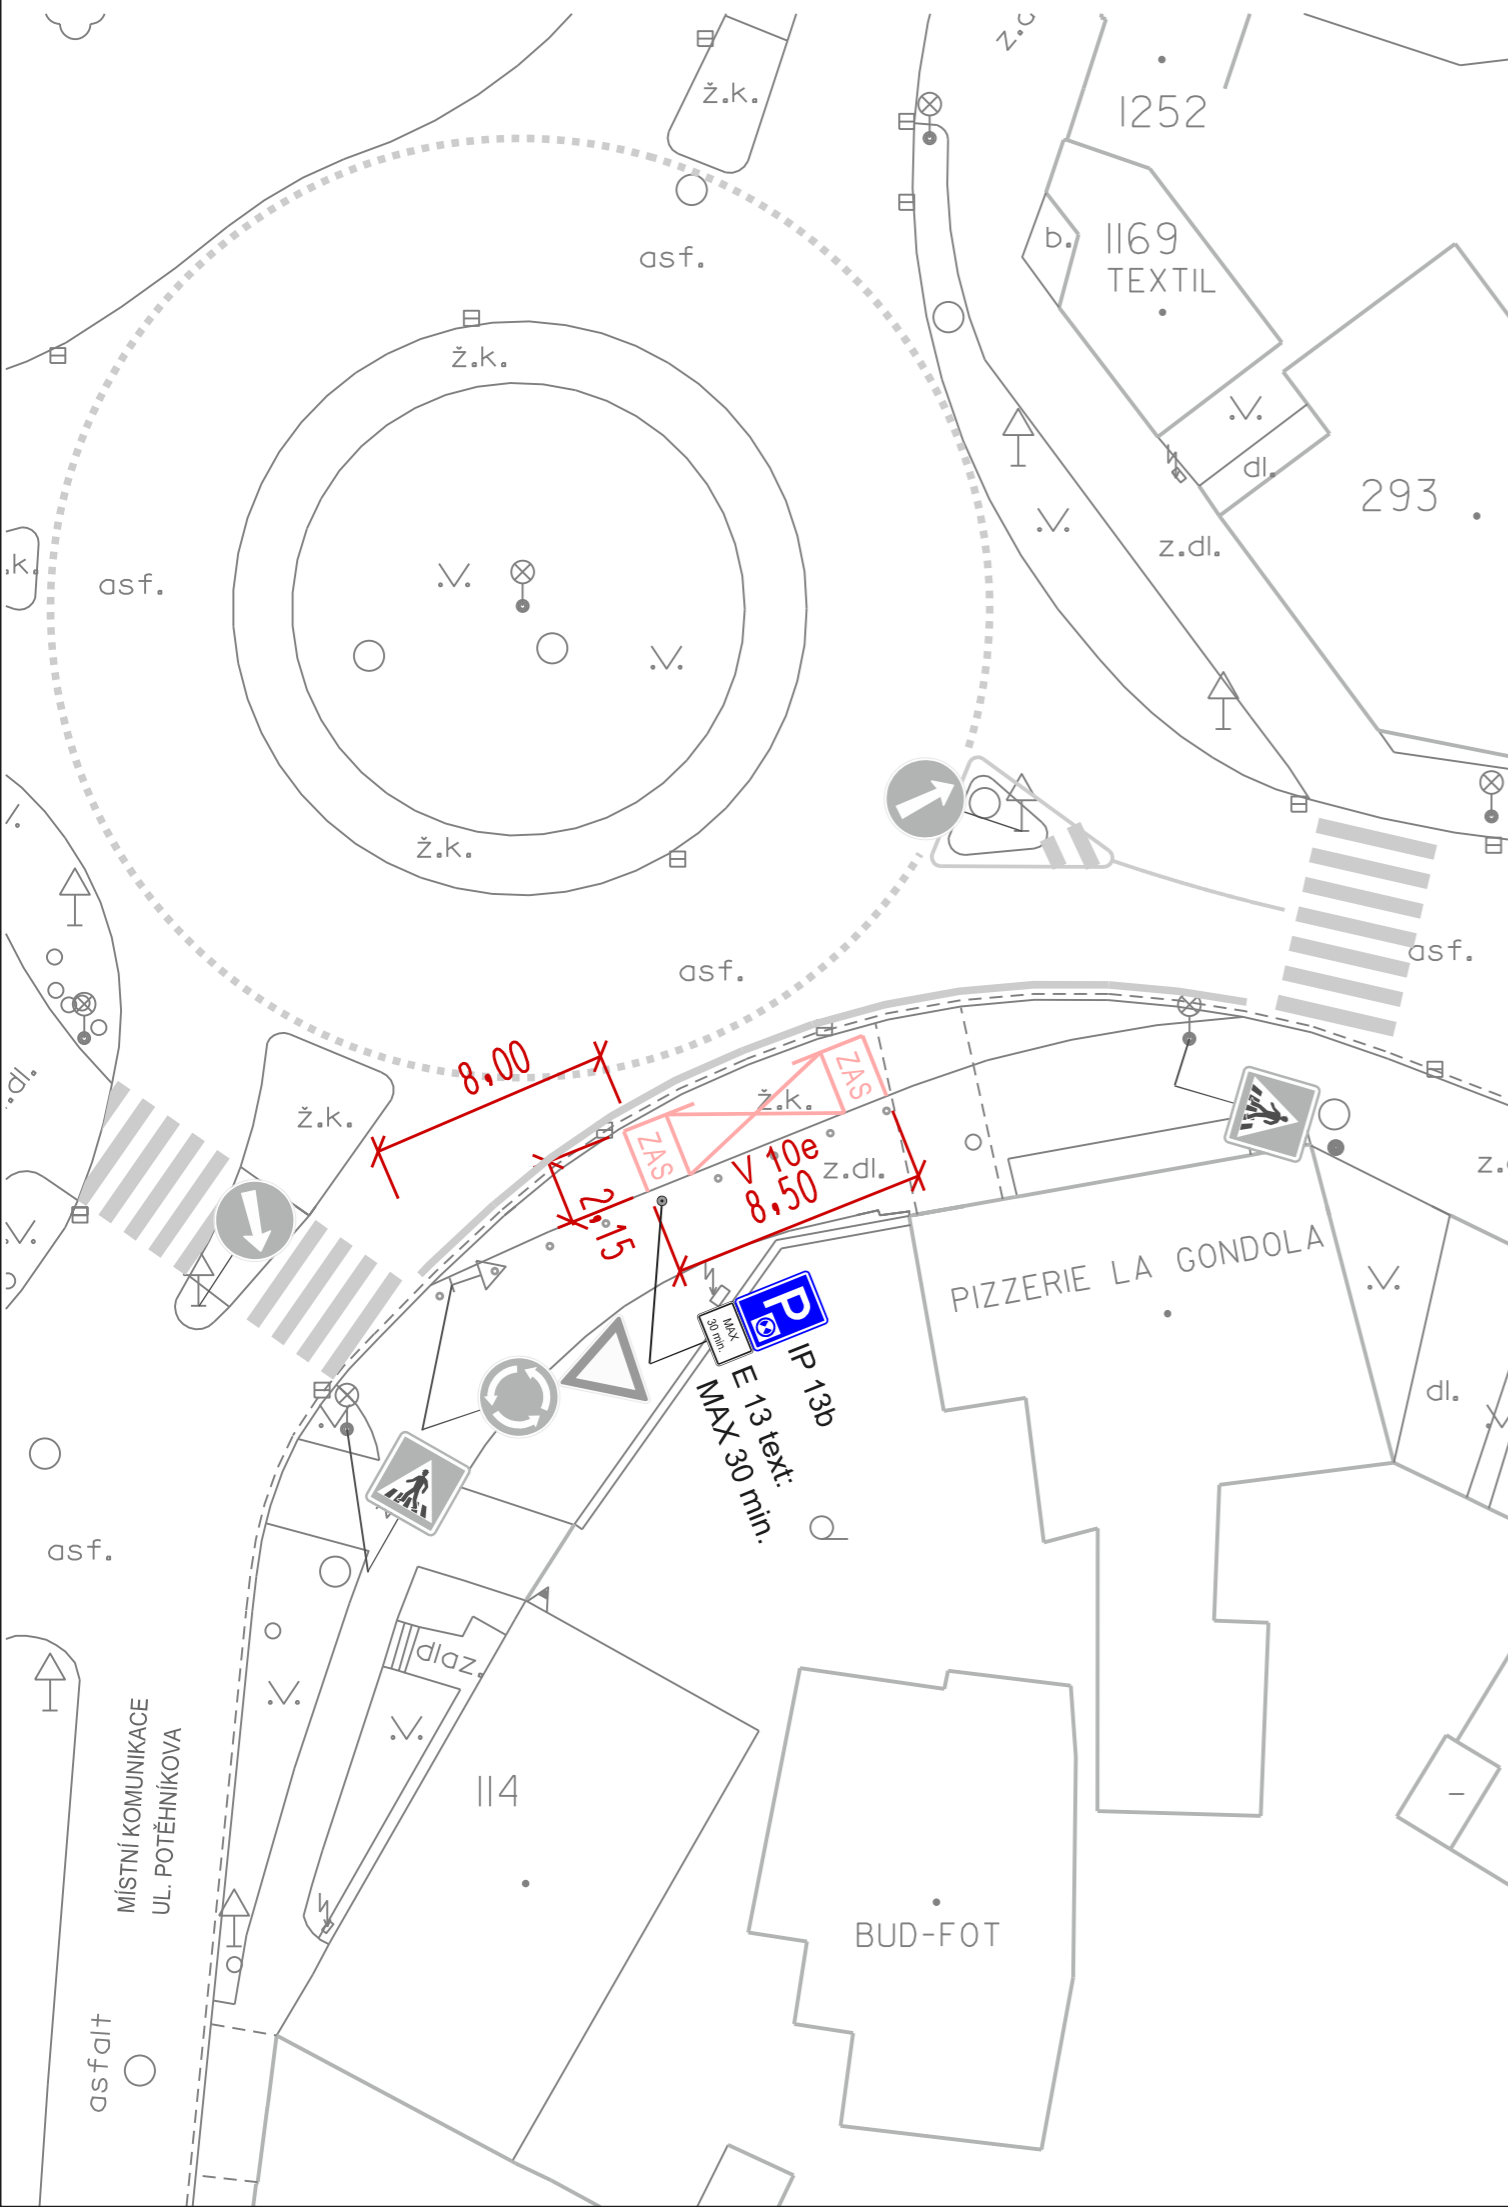 z.d
ž.k.
1252
b.
1169
TEXTIL
asf.
ž.k.
.V.
dl.
293
z.dl.
.V.
.k.
asf.
.V.
.V.
ž.k.
asf.
asf.
8,00
ž.k.
.dl.
ZAS
ž.k.
ZAS
V 10e
8,50
z.dl.
2,15
PIZZERIE LA GONDOLA
P
MAX
30 min.
IP 13b
E 13 text:
MAX 30 min.
dl.
asf.
dlaz.
MÍSTNÍ KOMUNIKACE
UL. POTĚHNÍKOVA
114
BUD-FOT
asfalt